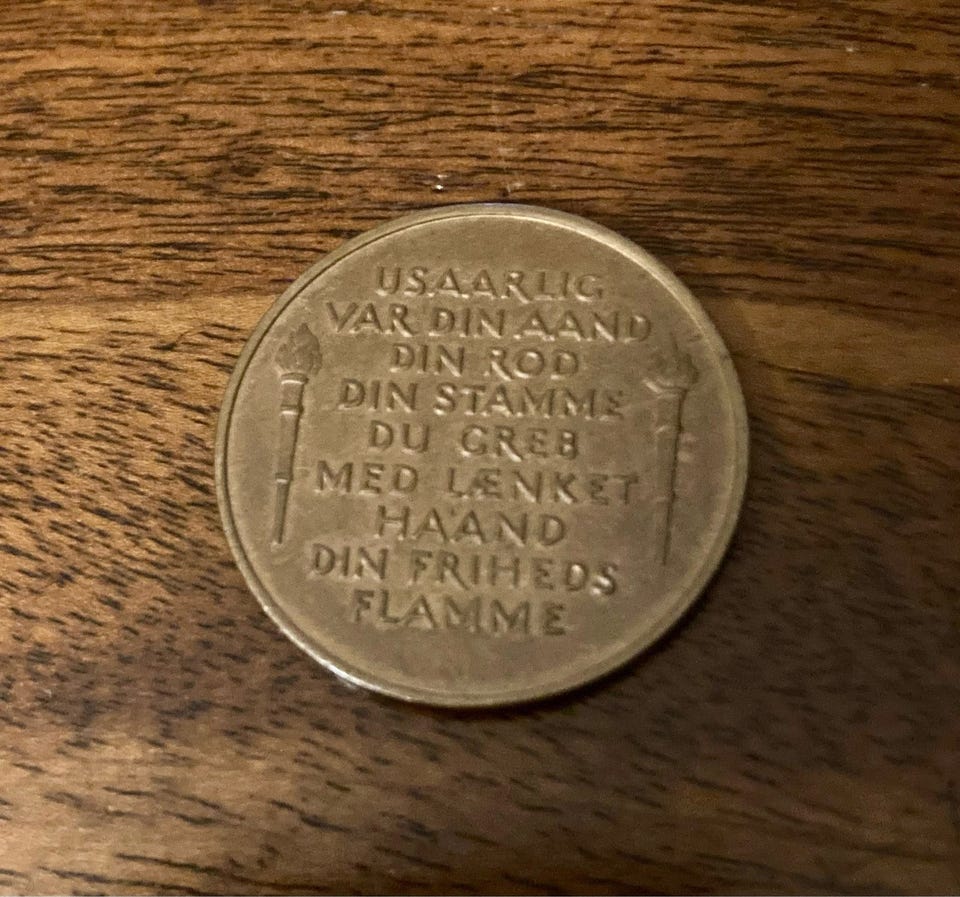 USAARLIG
VAR DIN AAND
DIN ROD
DIN STAMME
DU GREB
MED LÆNKET
HAAND
DIN FRIHEDS
FLAMME